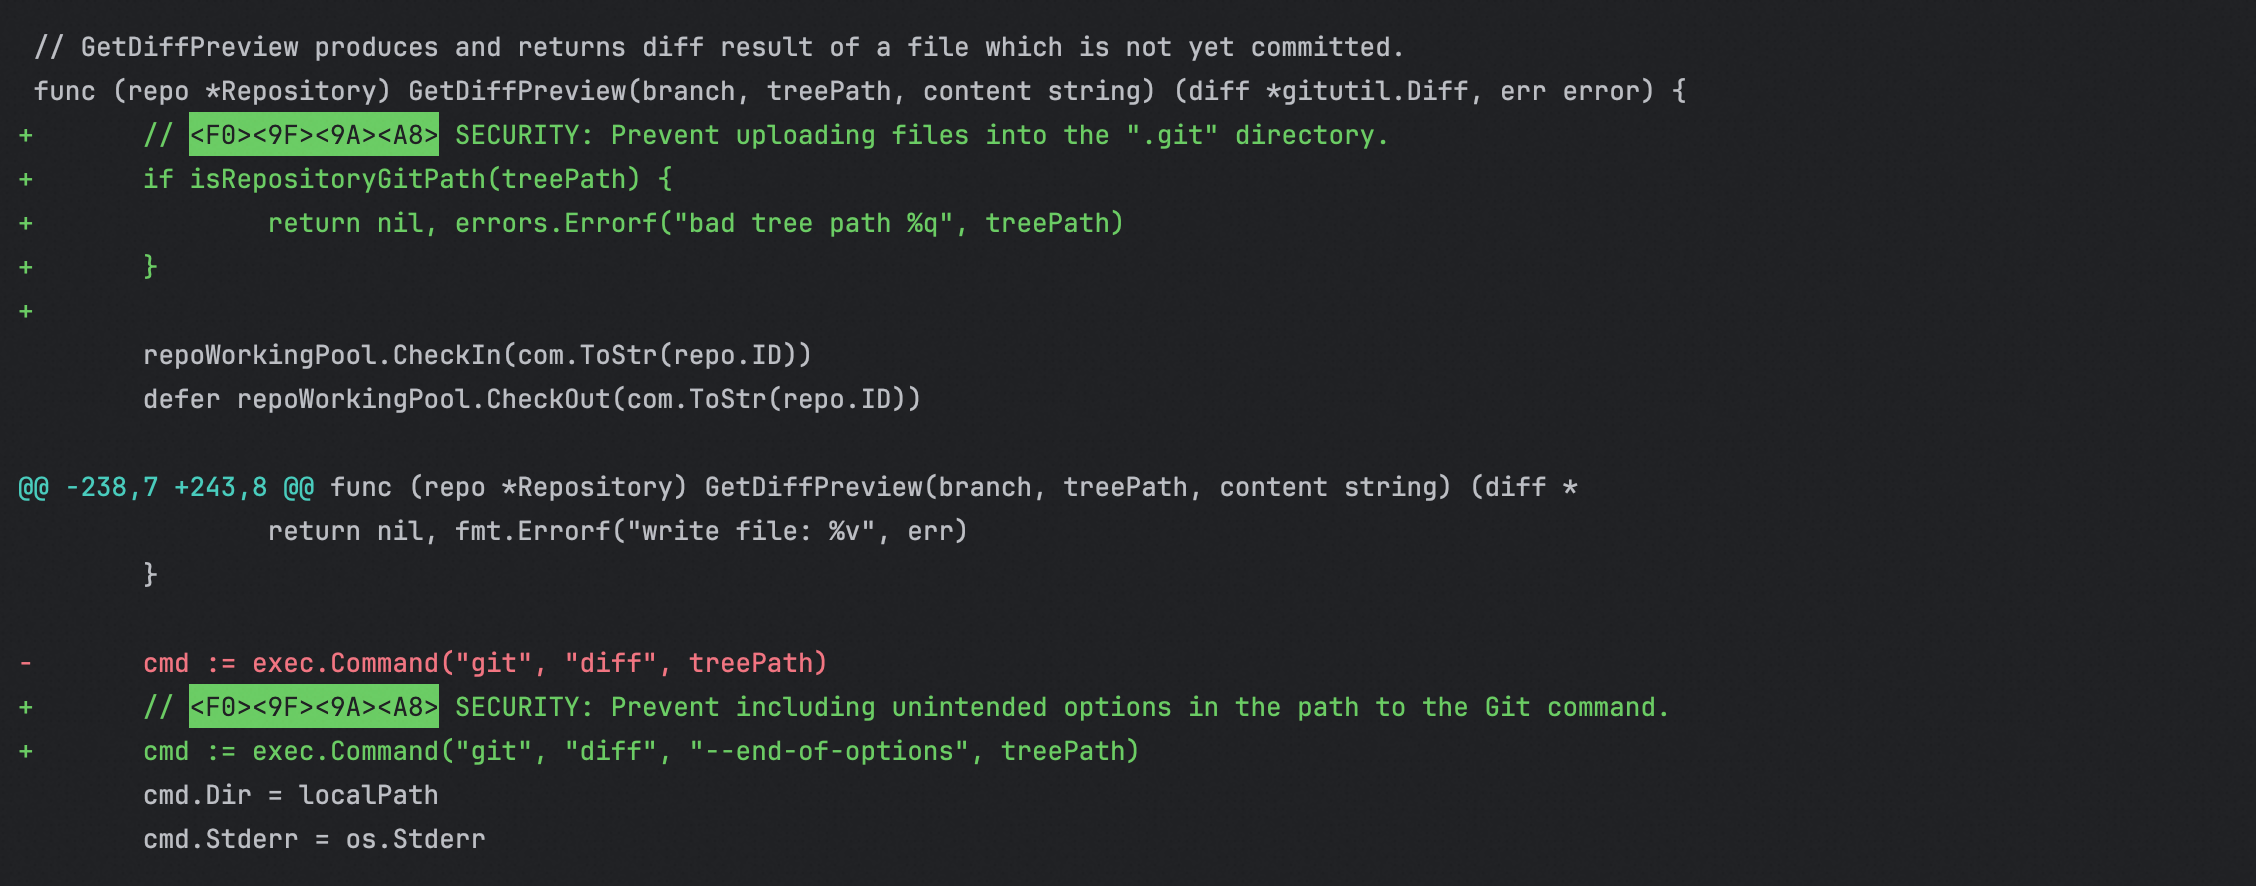 // GetDiffPreview produces and returns diff result of a file which is not yet committed.
func (repo *Repository) GetDiffPreview(branch, treePath, content string) (diff *gitutil.Diff, err error) {
+       // <F0><9F><9A><A8> SECURITY: Prevent uploading files into the ".git" directory.
+       if isRepositoryGitPath(treePath) {
+               return nil, errors.Errorf("bad tree path %q", treePath)
+       }
+
        repoWorkingPool.CheckIn(com.ToStr(repo.ID))
        defer repoWorkingPool.CheckOut(com.ToStr(repo.ID))
@@ -238,7 +243,8 @@ func (repo *Repository) GetDiffPreview(branch, treePath, content string) (diff *
                return nil, fmt.Errorf("write file: %v", err)
        }
-       cmd := exec.Command("git", "diff", treePath)
+       // <F0><9F><9A><A8> SECURITY: Prevent including unintended options in the path to the Git command.
+       cmd := exec.Command("git", "diff", "--end-of-options", treePath)
        cmd.Dir = localPath
        cmd.Stderr = os.Stderr